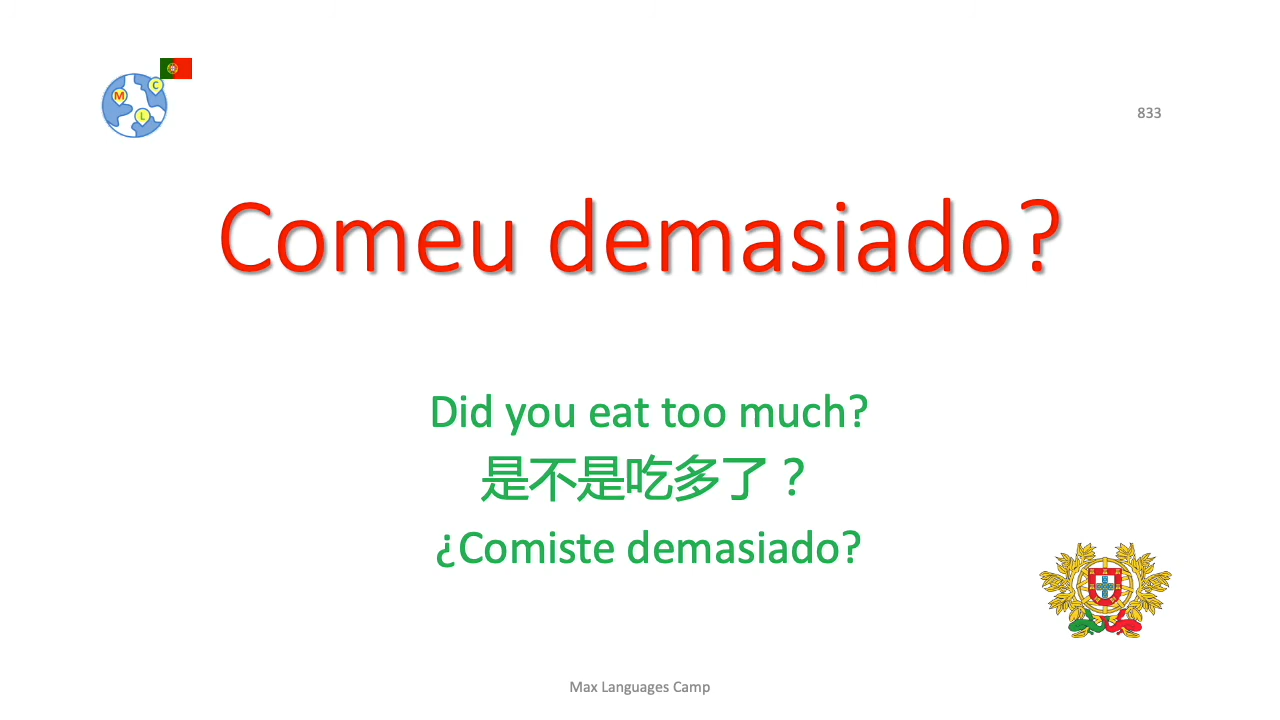 M
C
L
833
Comeu demasiado?
Did you eat too much?
是不是吃多了？
¿Comiste demasiado?
Max Languages Camp